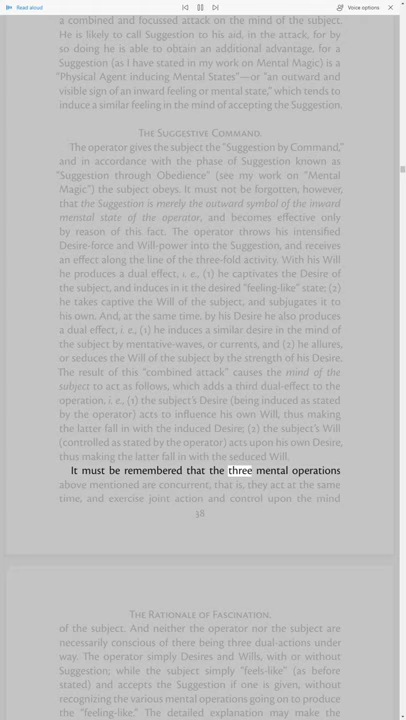 Read aloud
Voice options
a combined and focussed attack on the mind of the subject.
He is likely to call Suggestion to his aid, in the attack, for by
so doing he is able to obtain an additional advantage, for a
Suggestion (as I have stated in my work on Mental Magic) is a
"Physical Agent inducing Mental States"—or "an outward and
visible sign of an inward feeling or mental state," which tends to
induce a similar feeling in the mind of accepting the Suggestion.
The Suggestive Command.
The operator gives the subject the "Suggestion by Command,"
and in accordance with the phase of Suggestion known as
"Suggestion through Obedience" (see my work on "Mental
Magic") the subject obeys. It must not be forgotten, however,
that the Suggestion is merely the outward symbol of the inward
menstal state of the operator, and becomes effective only
by reason of this fact. The operator throws his intensified
Desire-force and Will-power into the Suggestion, and receives
an effect along the line of the three-fold activity. With his Will
he produces a dual effect, i. e., (1) he captivates the Desire of
the subject, and induces in it the desired "feeling-like" state; (2)
he takes captive the Will of the subject, and subjugates it to
his own. And, at the same time, by his Desire he also produces
a dual effect, i. e., (1) he induces a similar desire in the mind of
the subject by mentative-waves, or currents, and (2) he allures,
or seduces the Will of the subject by the strength of his Desire.
The result of this "combined attack" causes the mind of the
subject to act as follows, which adds a third dual-effect to the
operation, i. e., (1) the subject's Desire (being induced as stated
by the operator) acts to influence his own Will, thus making
the latter fall in with the induced Desire; (2) the subject's Will
(controlled as stated by the operator) acts upon his own Desire,
thus making the latter fall in with the seduced Will.
It must be remembered that the three mental operations
above mentioned are concurrent, that is, they act at the same
time, and exercise joint action and control upon the mind
38
The Rationale of Fascination.
of the subject. And neither the operator nor the subject are
necessarily conscious of there being three dual-actions under
way. The operator simply Desires and Wills, with or without
Suggestion; while the subject simply "feels-like" (as before
stated) and accepts the Suggestion if one is given, without
recognizing the various mental operations going on to produce
the "feeling-like." The detailed explanation may make the